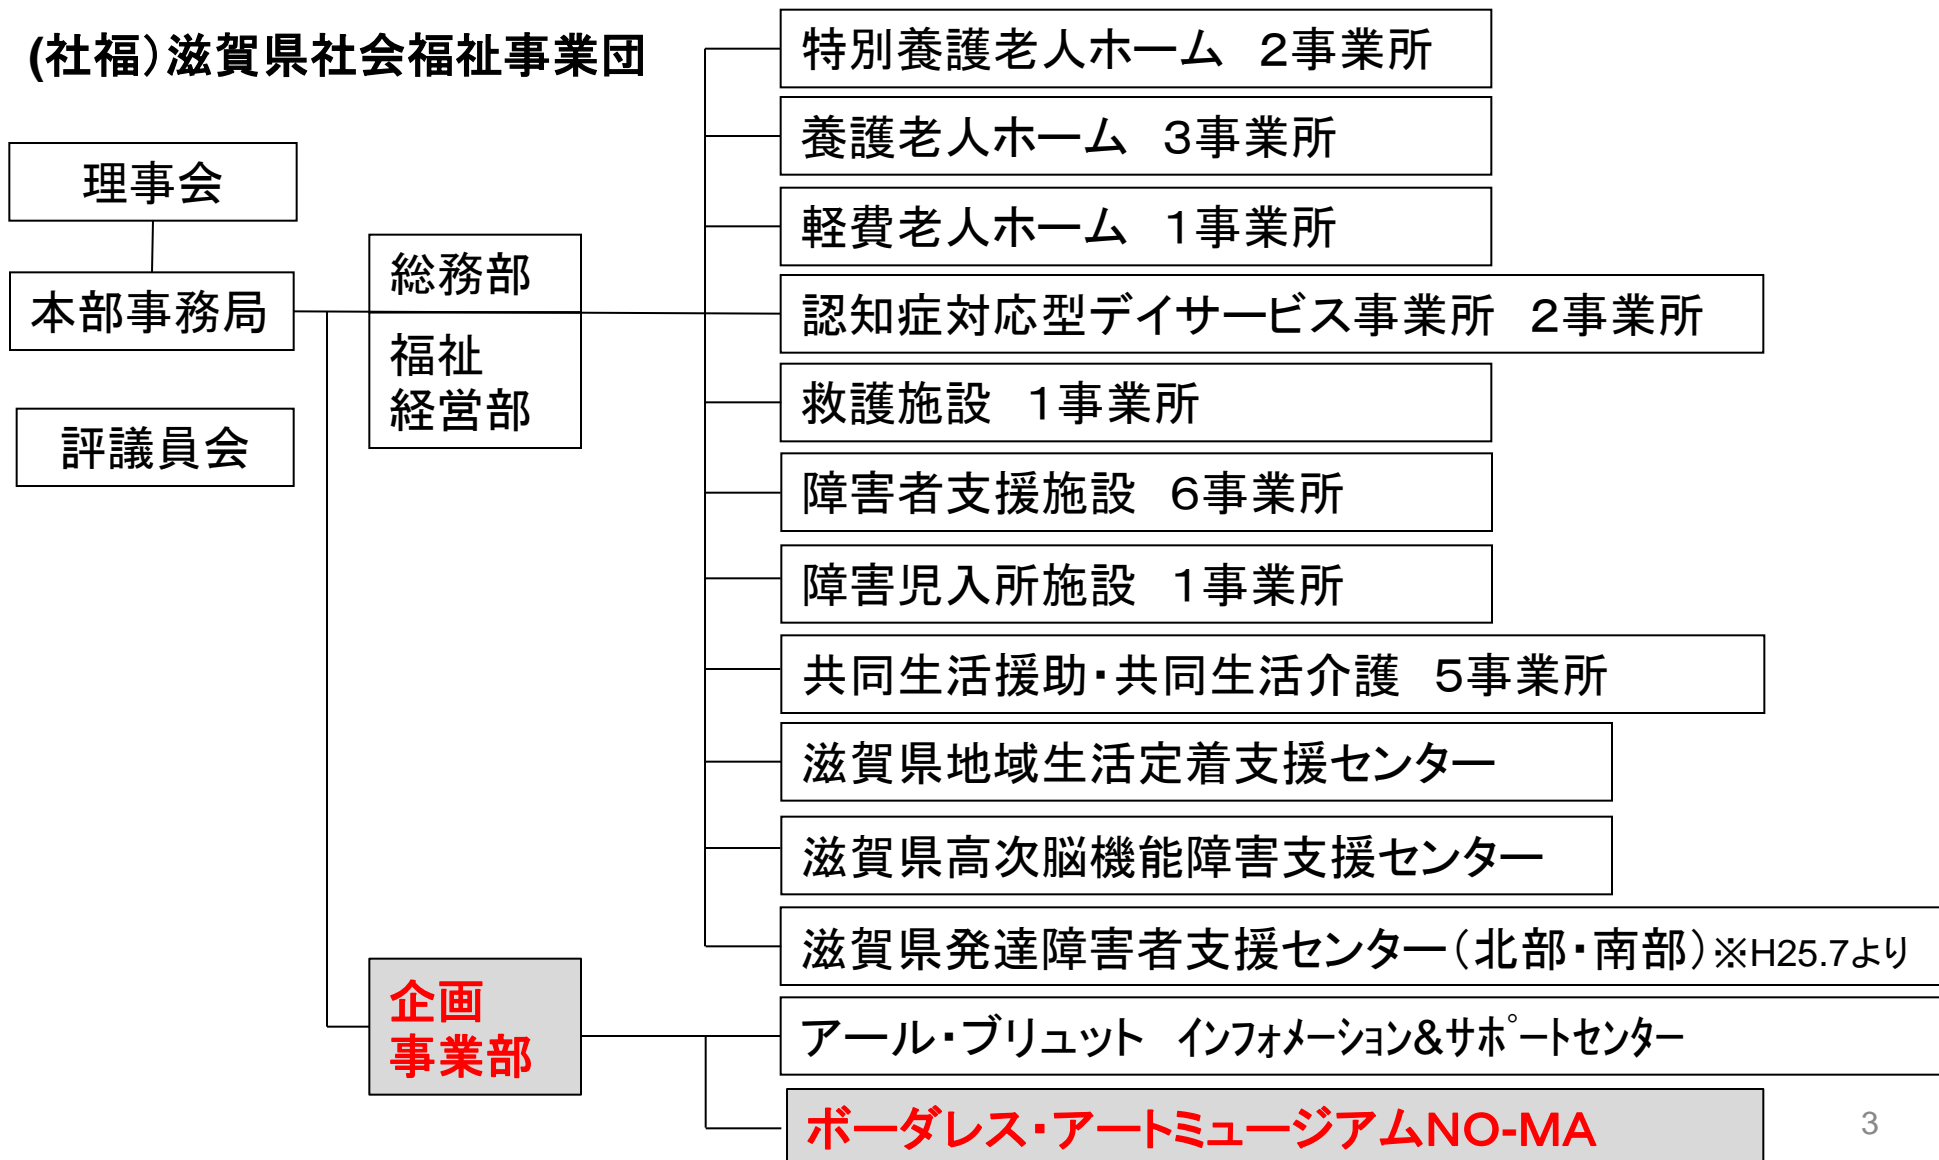 (社福）滋賀県社会福祉事業団
理事会
本部事務局
評議員会
総務部
福祉
経営部
企画
事業部
特別養護老人ホーム　２事業所
養護老人ホーム　３事業所
軽費老人ホーム　１事業所
認知症対応型デイサービス事業所　２事業所
救護施設　１事業所
障害者支援施設　６事業所
障害児入所施設　１事業所
共同生活援助・共同生活介護　５事業所
滋賀県地域生活定着支援センター
滋賀県高次脳機能障害支援センター
滋賀県発達障害者支援センター（北部・南部）※H25.7より
アール・ブリュット　インフォメーション&サポートセンター
ボーダレス・アートミュージアムNO-MA
3